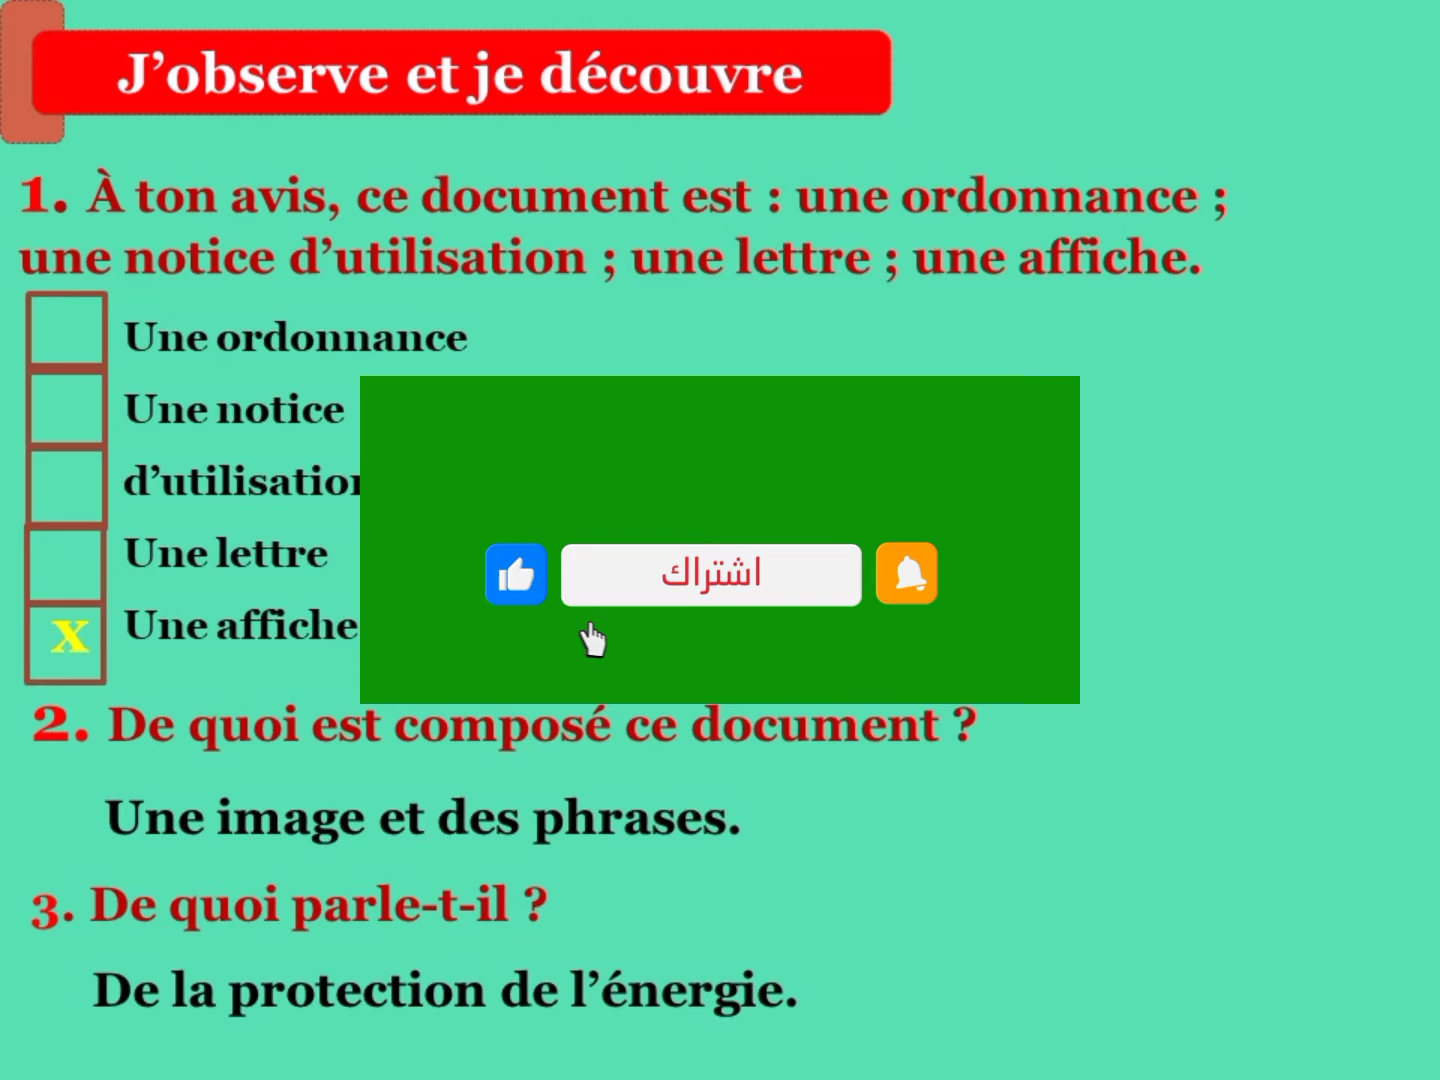 J’observe et je découvre
1. À ton avis, ce document est : une ordonnance ;
une notice d’utilisation ; une lettre ; une affiche.
Une ordonnance
Une notice
d’utilisation
Une lettre
X Une affiche
اشتراك
2. De quoi est composé ce document ?
Une image et des phrases.
3. De quoi parle-t-il ?
De la protection de l’énergie.